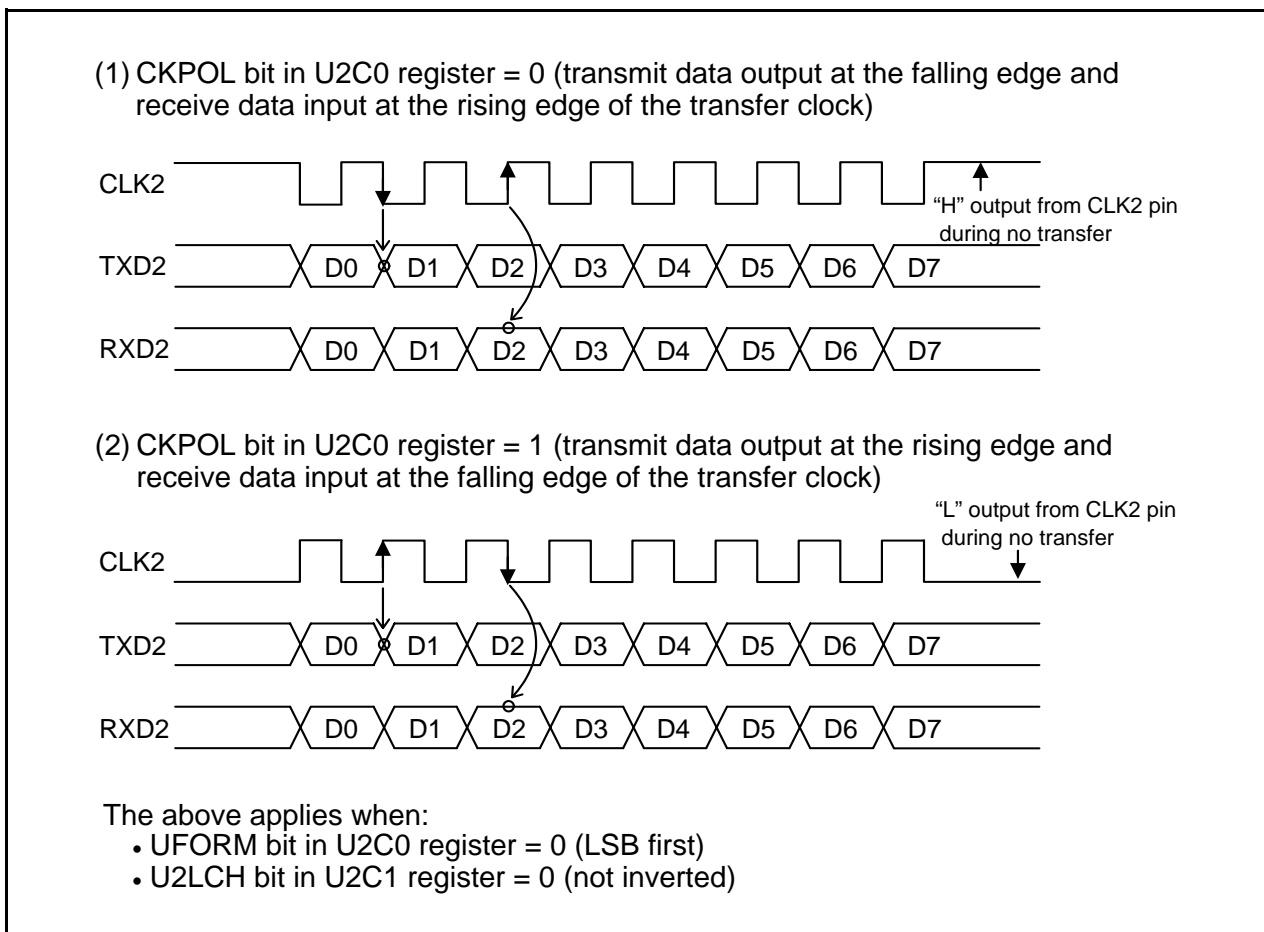 (1) CKPOL bit in U2C0 register = 0 (transmit data output at the falling edge and
receive data input at the rising edge of the transfer clock)
CLK2
“H” output from CLK2 pin
during no transfer
TXD2 D0 D1 D2 D3 D4 D5 D6 D7
RXD2 D0 D1 D2 D3 D4 D5 D6 D7
(2) CKPOL bit in U2C0 register = 1 (transmit data output at the rising edge and
receive data input at the falling edge of the transfer clock)
“L” output from CLK2 pin
during no transfer
CLK2
TXD2 D0 D1 D2 D3 D4 D5 D6 D7
RXD2 D0 D1 D2 D3 D4 D5 D6 D7
The above applies when:
• UFORM bit in U2C0 register = 0 (LSB first)
• U2LCH bit in U2C1 register = 0 (not inverted)